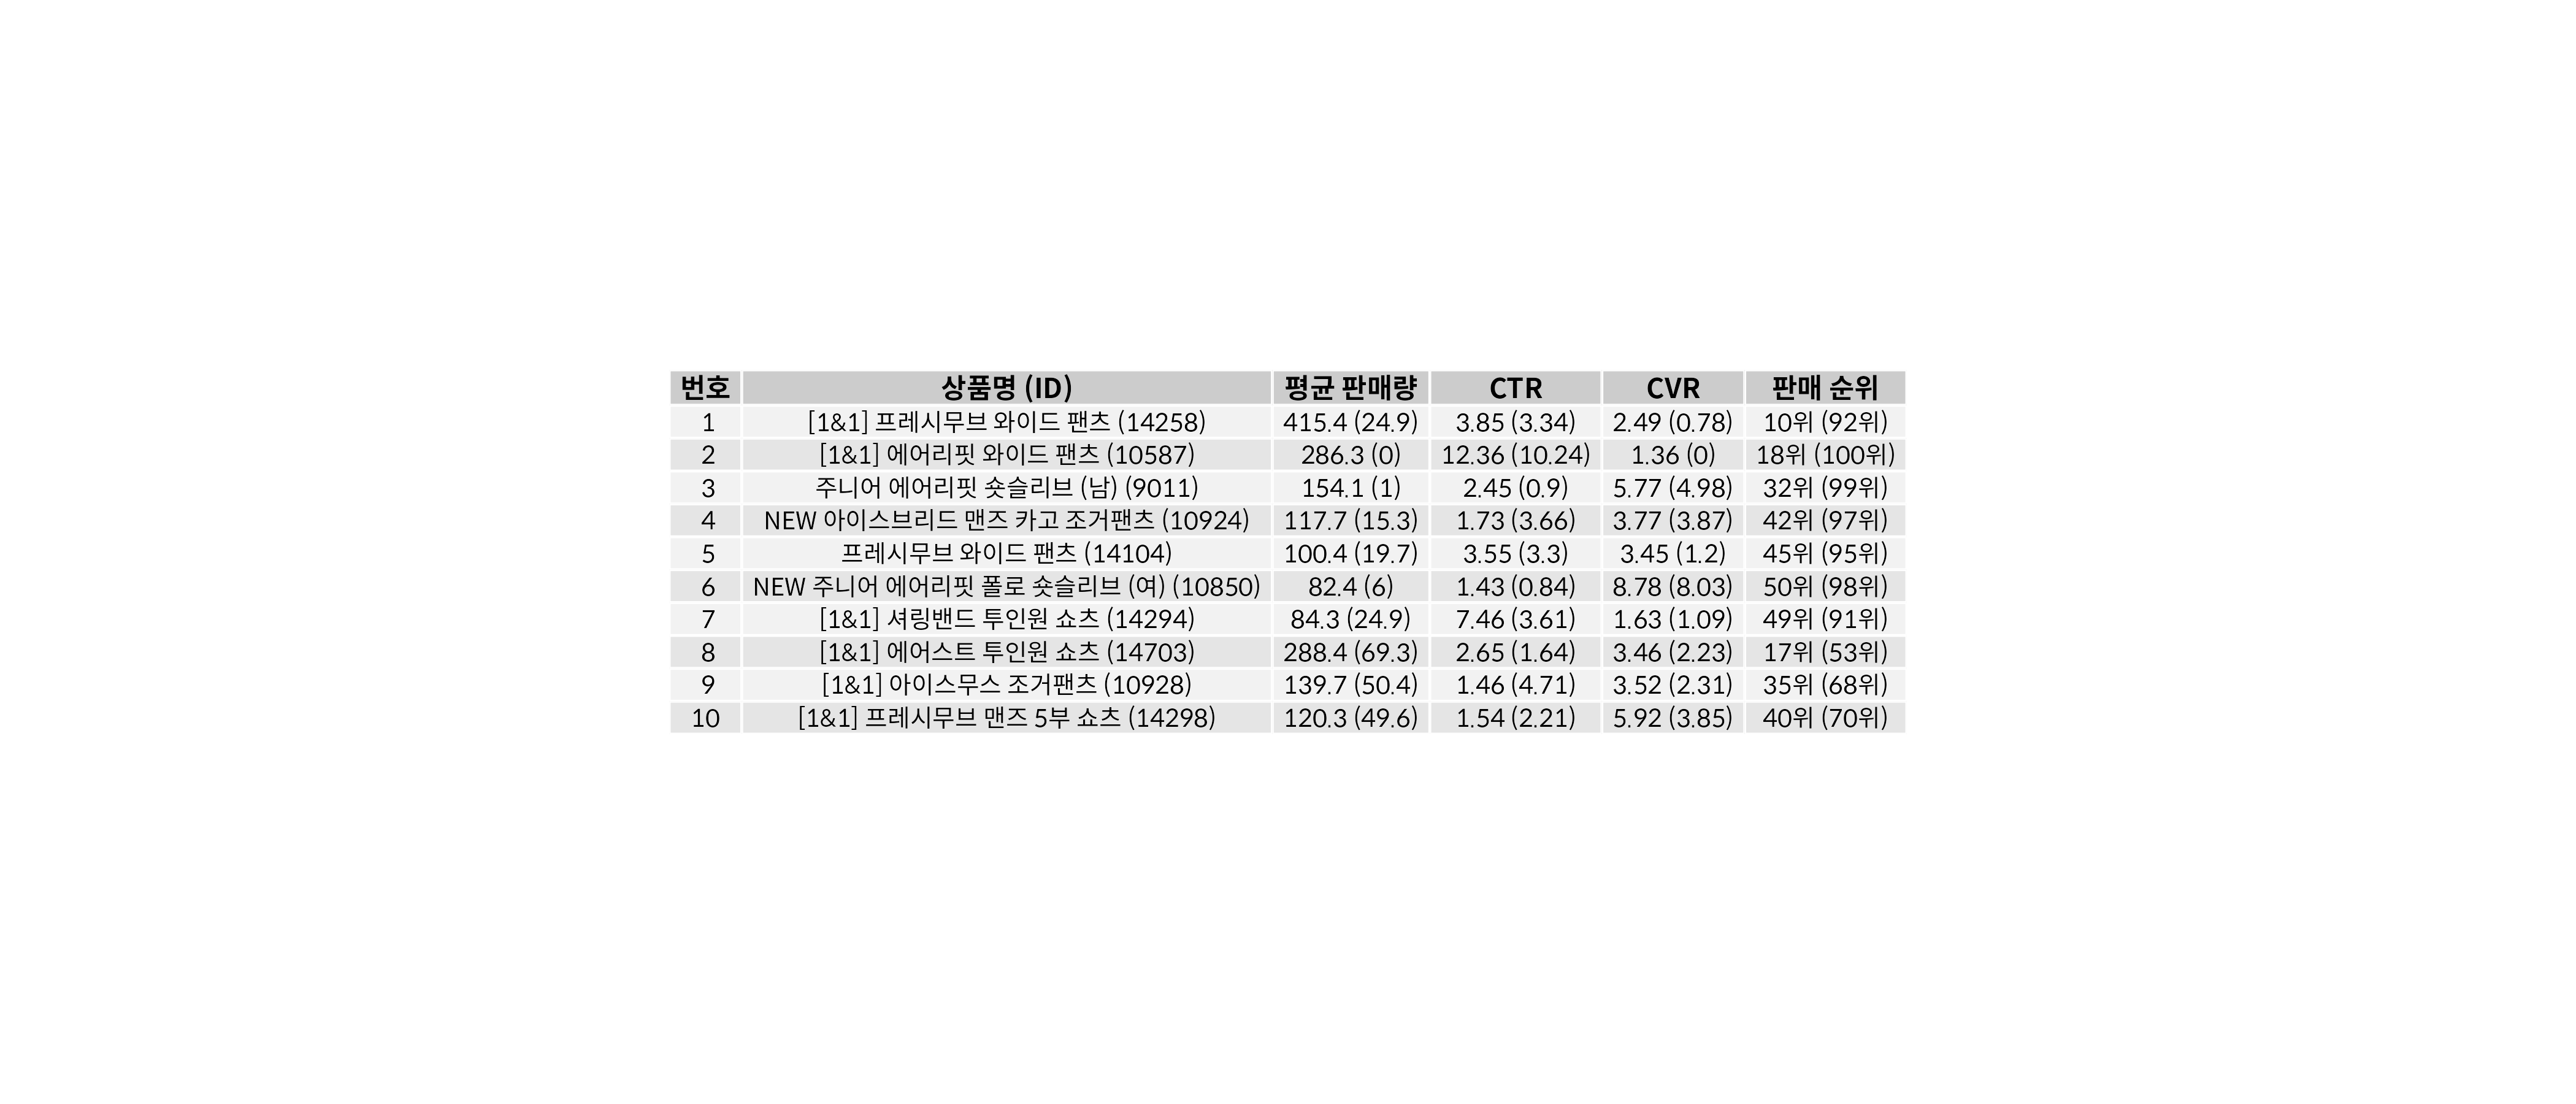 번호 상품명 (ID) 평균 판매량 CTR CVR 판매 순위
1 [1&1] 프레시무브 와이드 팬츠 (14258) 415.4 (24.9) 3.85 (3.34) 2.49 (0.78) 10위 (92위)
2 [1&1] 에어리핏 와이드 팬츠 (10587) 286.3 (0) 12.36 (10.24) 1.36 (0) 18위 (100위)
3 주니어 에어리핏 숏슬리브 (남) (9011) 154.1 (1) 2.45 (0.9) 5.77 (4.98) 32위 (99위)
4 NEW 아이스브리드 맨즈 카고 조거팬츠 (10924) 117.7 (15.3) 1.73 (3.66) 3.77 (3.87) 42위 (97위)
5 프레시무브 와이드 팬츠 (14104) 100.4 (19.7) 3.55 (3.3) 3.45 (1.2) 45위 (95위)
6 NEW 주니어 에어리핏 폴로 숏슬리브 (여) (10850) 82.4 (6) 1.43 (0.84) 8.78 (8.03) 50위 (98위)
7 [1&1] 셔링밴드 투인원 쇼츠 (14294) 84.3 (24.9) 7.46 (3.61) 1.63 (1.09) 49위 (91위)
8 [1&1] 에어스트 투인원 쇼츠 (14703) 288.4 (69.3) 2.65 (1.64) 3.46 (2.23) 17위 (53위)
9 [1&1] 아이스무스 조거팬츠 (10928) 139.7 (50.4) 1.46 (4.71) 3.52 (2.31) 35위 (68위)
10 [1&1] 프레시무브 맨즈 5부 쇼츠 (14298) 120.3 (49.6) 1.54 (2.21) 5.92 (3.85) 40위 (70위)